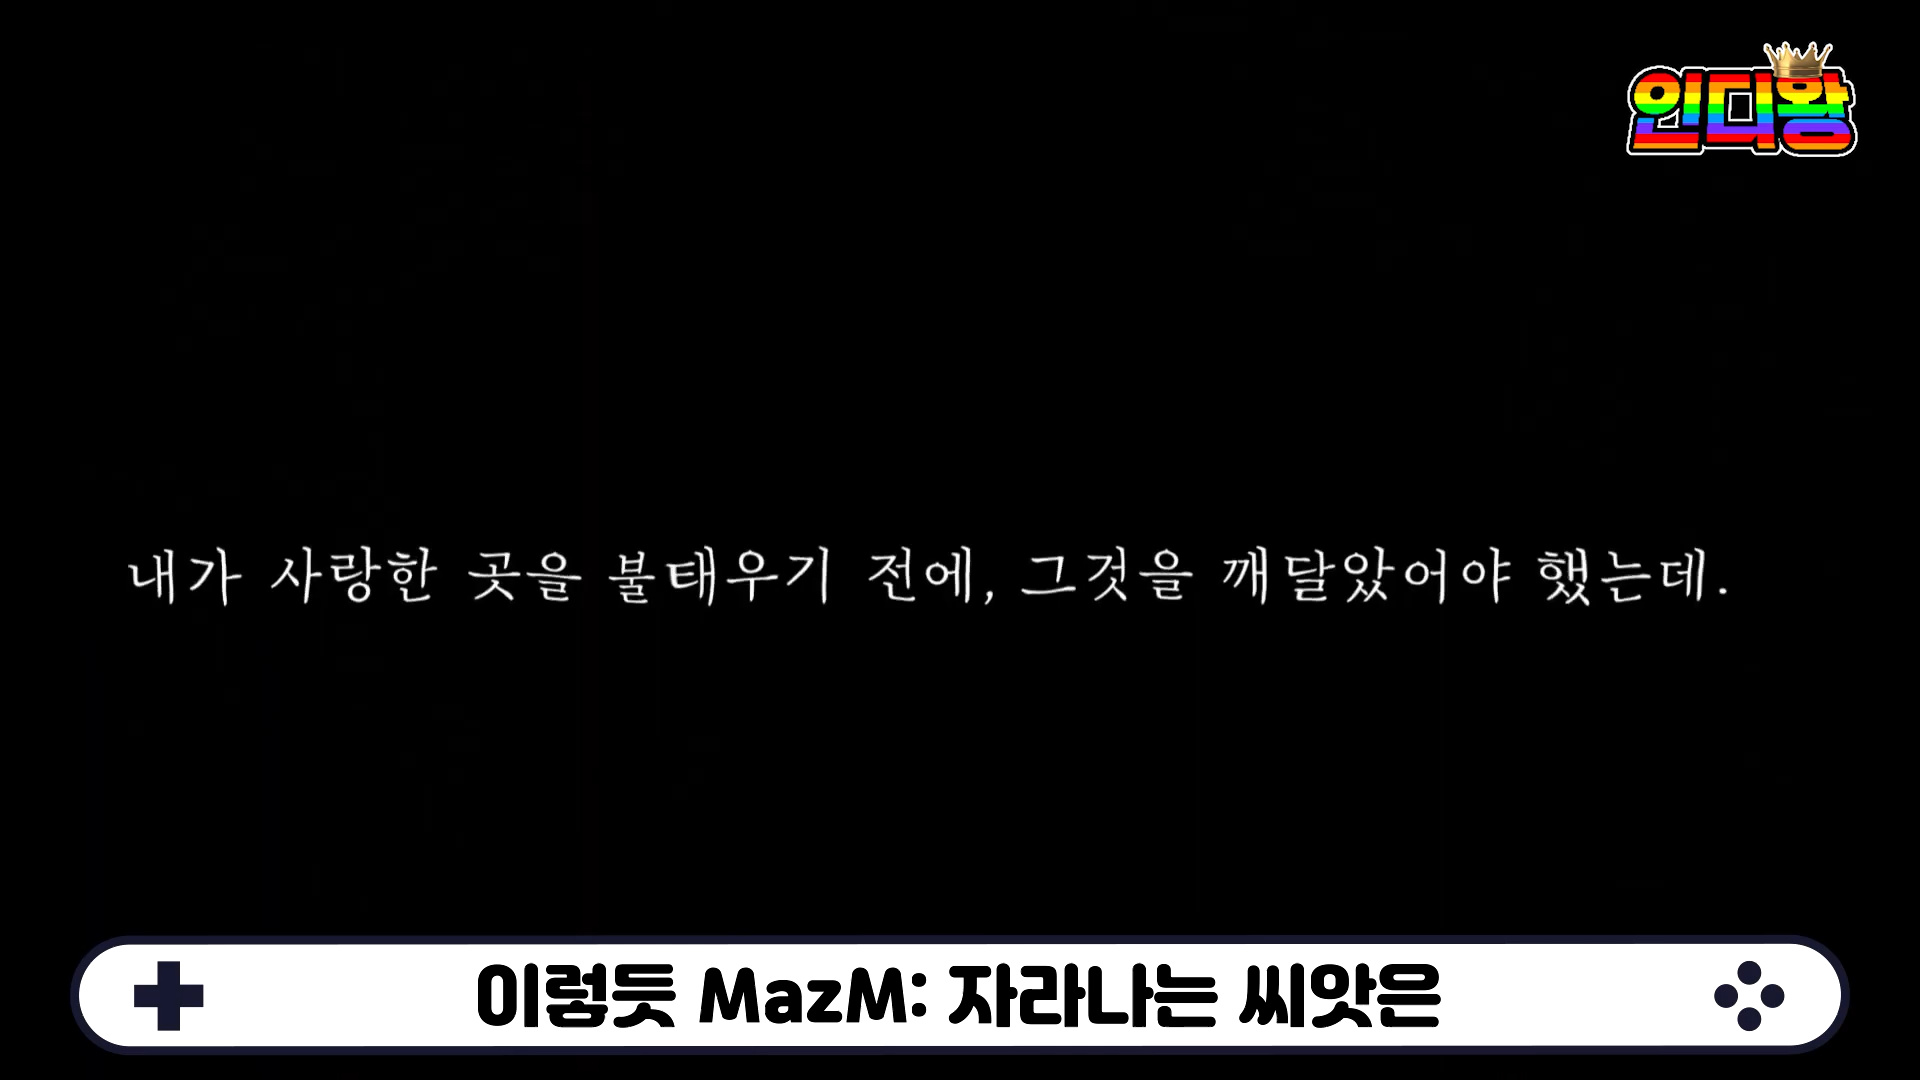 인디왕
내가 사랑한 곳을 불태우기 전에, 그것을 깨달았어야 했는데.
이렇듯 MazM: 자라나는 씨앗은